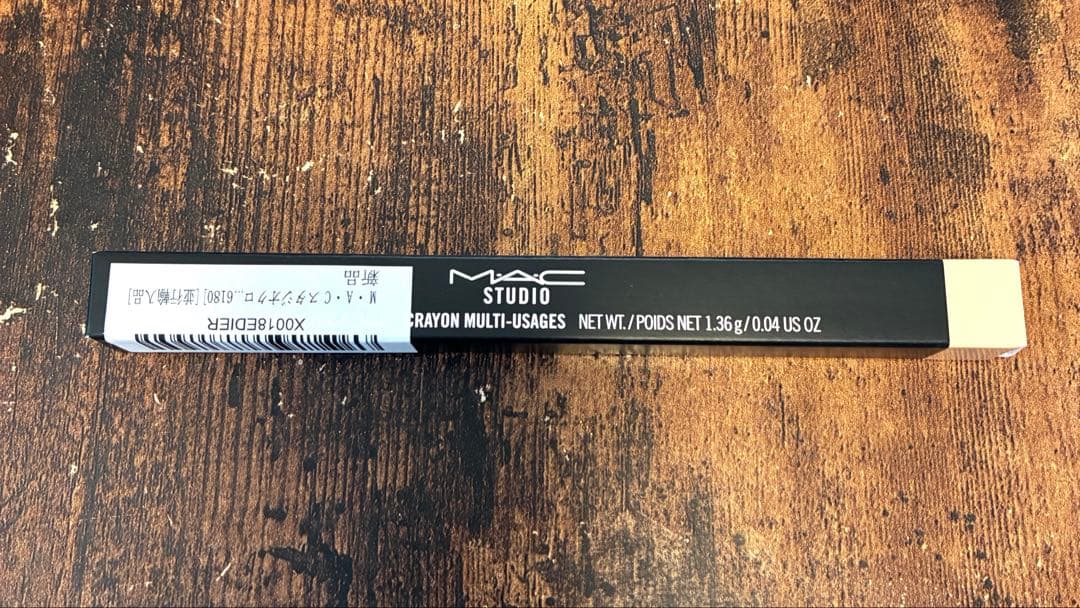 M·A·C
STUDIO
CRAYON MULTI-USAGES NET WT./POIDS NET 1.36 g/0.04 US OZ
X0018EDIER
M・A・Cスタジオクロ...6180] [並行輸入品]
新品